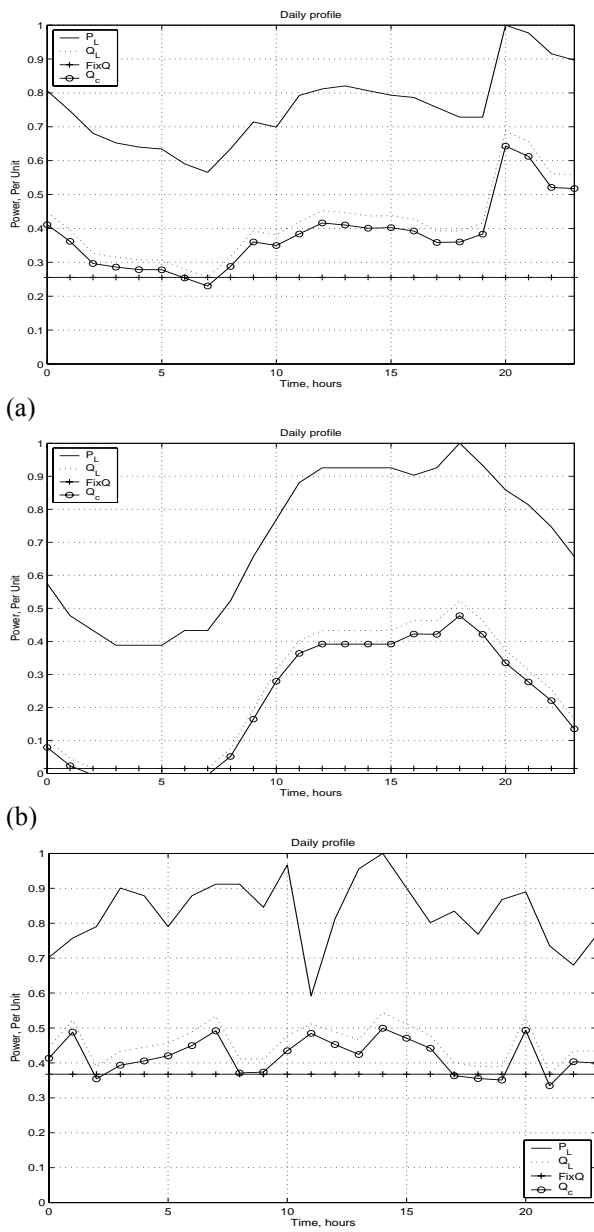 Daily profile
P_L
Q_L
FixQ
Q_c
Power, Per Unit
1
0.9
0.8
0.7
0.6
0.5
0.4
0.3
0.2
0.1
0
0 5 10 15 20
Time, hours
(a)
Daily profile
P_L
Q_L
FixQ
Q_c
Power, Per Unit
1
0.9
0.8
0.7
0.6
0.5
0.4
0.3
0.2
0.1
0
0 5 10 15 20
Time, hours
(b)
Daily profile
Power, Per Unit
1
0.9
0.8
0.7
0.6
0.5
0.4
0.3
0.2
0.1
0
P_L
Q_L
FixQ
Q_c
0 5 10 15 20
Time, hours